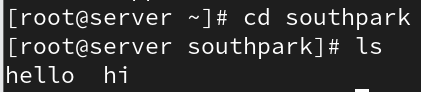 [root@server ~]# cd southpark
[root@server southpark]# ls
hello  hi